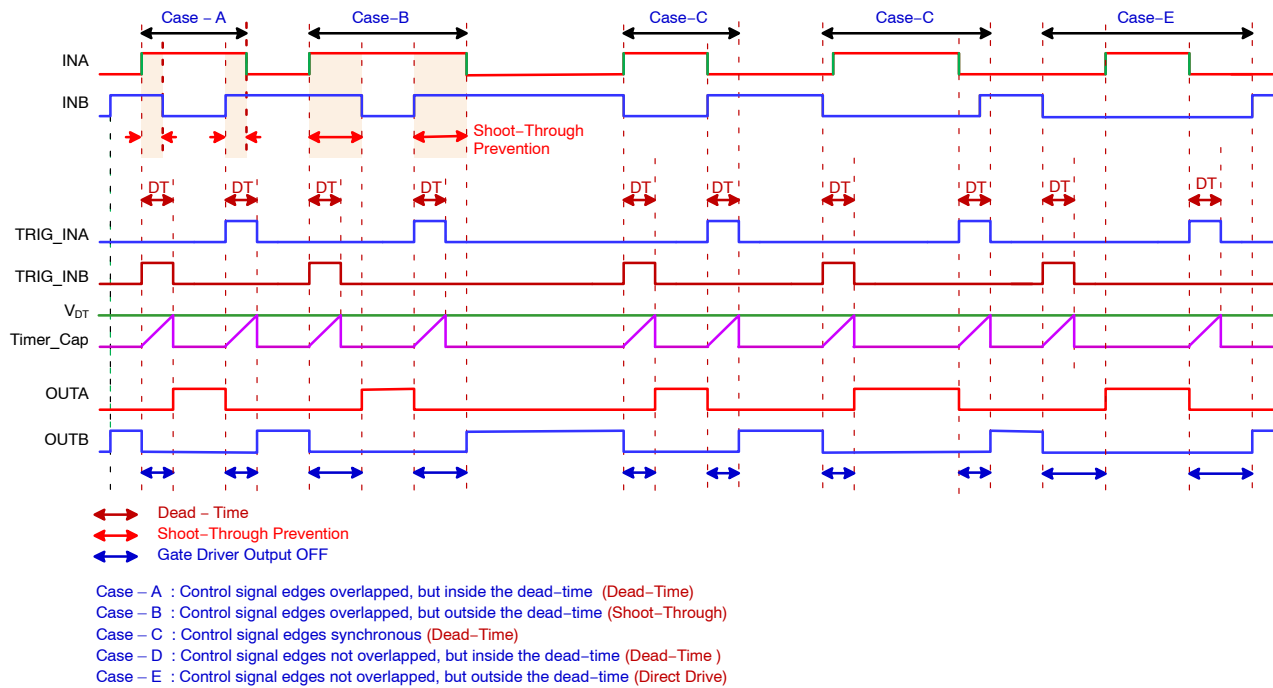 Case – A Case–B Case–C Case–C Case–E
INA
INB
Shoot–Through
Prevention
DT DT DT DT DT DT DT DT DT DT
TRIG_INA
TRIG_INB
VDT
Timer_Cap
OUTA
OUTB
Dead – Time
Shoot–Through Prevention
Gate Driver Output OFF
Case – A : Control signal edges overlapped, but inside the dead–time (Dead–Time)
Case – B : Control signal edges overlapped, but outside the dead–time (Shoot–Through)
Case – C : Control signal edges synchronous (Dead–Time)
Case – D : Control signal edges not overlapped, but inside the dead–time (Dead–Time )
Case – E : Control signal edges not overlapped, but outside the dead–time (Direct Drive)